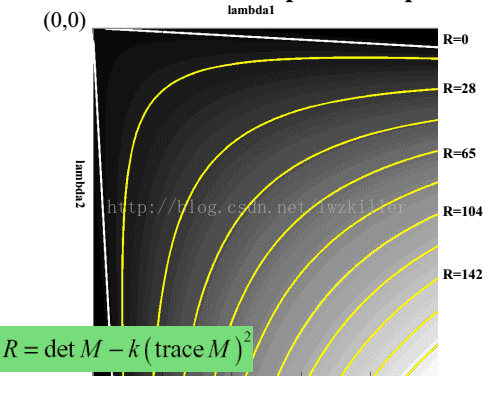 lambda1
(0,0)
R=0
R=28
R=65
lambda2
http://blog.csdn.net/lwzkiller
R=104
R=142
R = det M − k (trace M)²